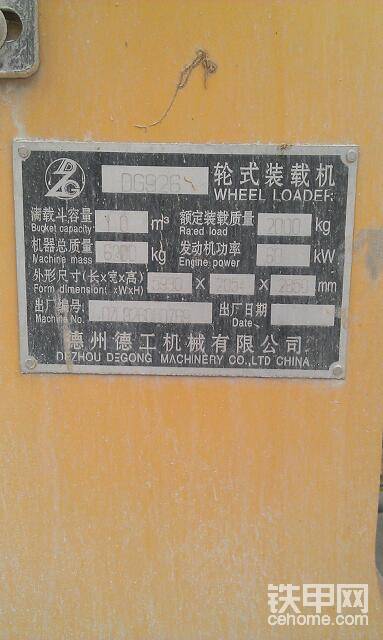 DG926 轮式装载机
WHEEL LOADER
满载斗容量 1.0 m³ 额定装载质量 2000 kg
Bucket capacity Rated load
机器总质量 kg 发动机功率 kW
Machine mass Engine power
外形尺寸(长x宽x高) x x mm
Form dimension( xWxH)
出厂编号: 出厂日期
Machine No. Date
德州德工机械有限公司
DEZHOU DEGONG MACHINERY CO.,LTD CHINA
铁甲网
cehome.com